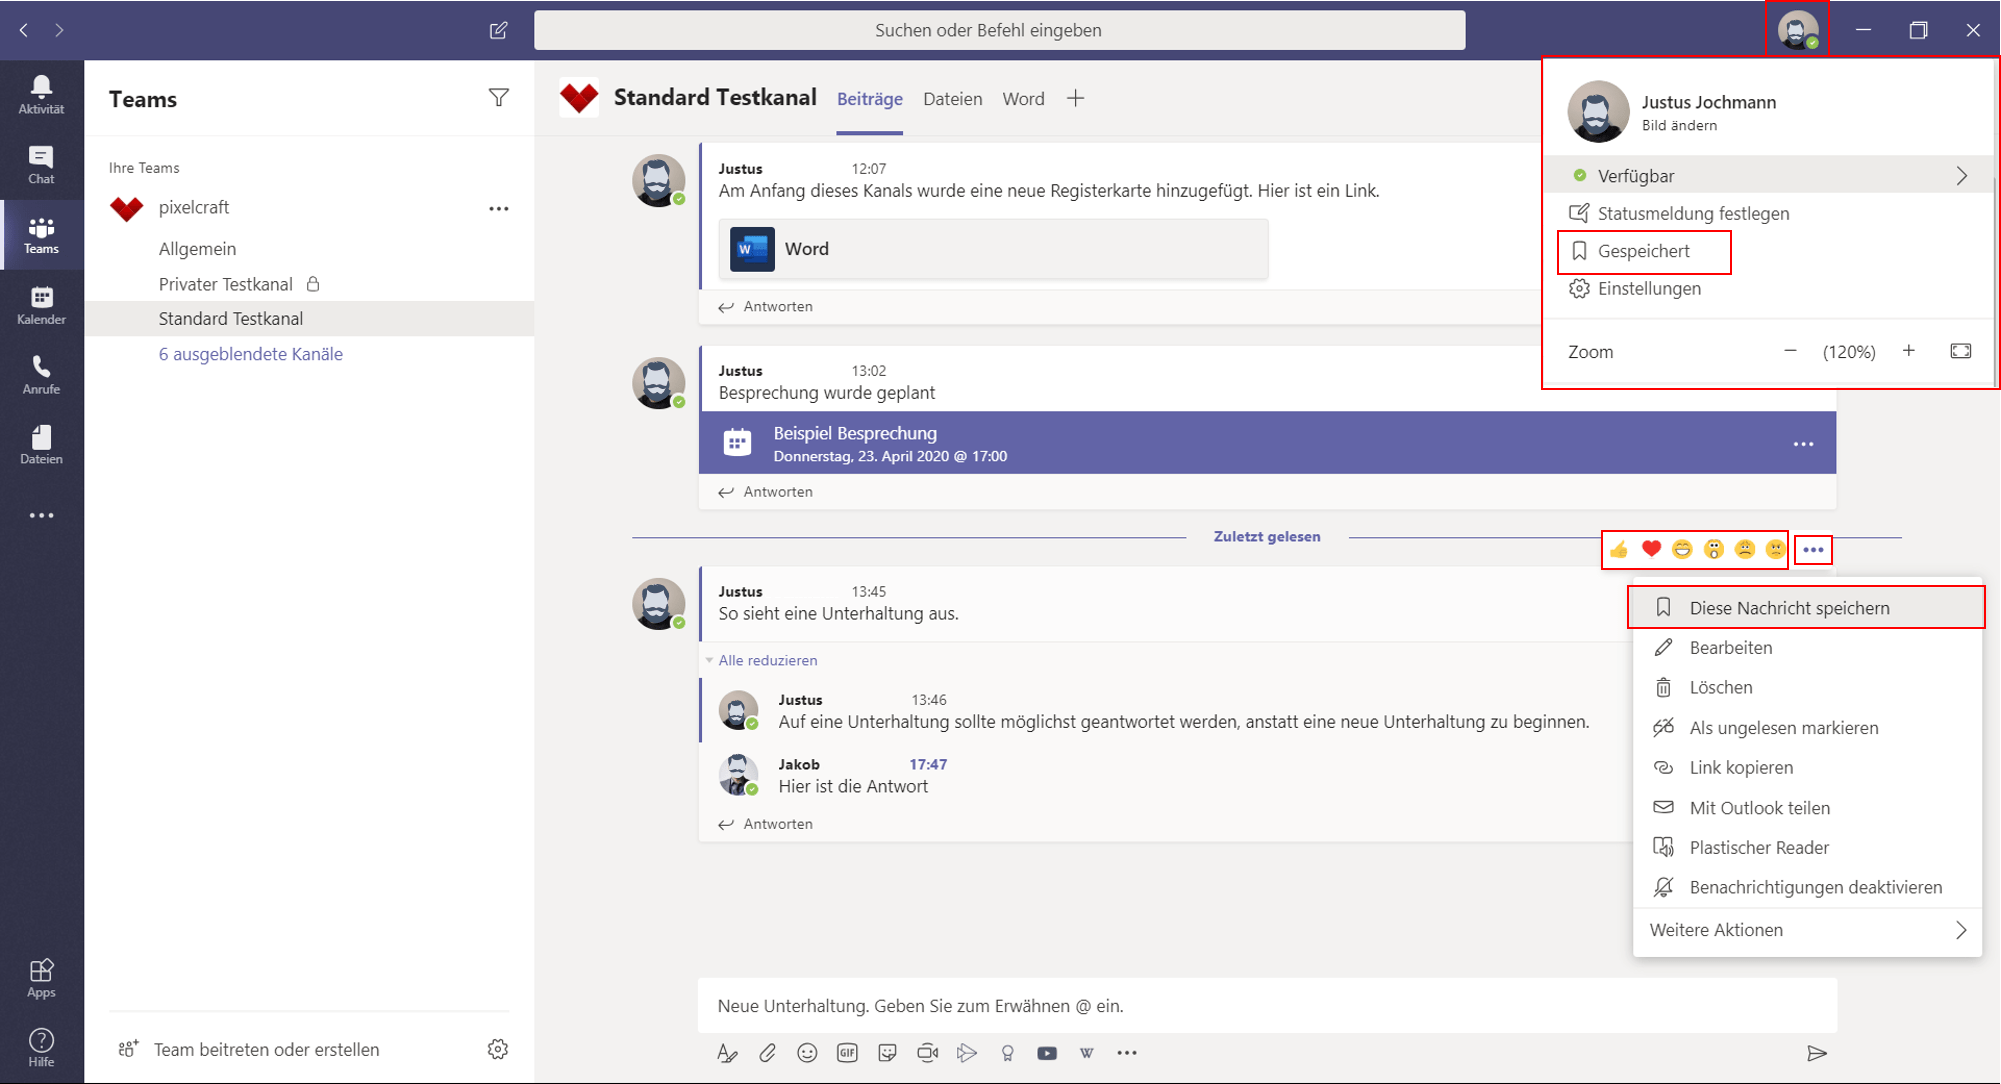 Suchen oder Befehl eingeben
Aktivität
Chat
Teams
Kalender
Anrufe
Dateien
Apps
Hilfe
Teams
Ihre Teams
pixelcraft
Allgemein
Privater Testkanal
Standard Testkanal
6 ausgeblendete Kanäle
Team beitreten oder erstellen
Standard Testkanal Beiträge Dateien Word
Justus 12:07
Am Anfang dieses Kanals wurde eine neue Registerkarte hinzugefügt. Hier ist ein Link.
W Word
Antworten
Justus 13:02
Besprechung wurde geplant
Beispiel Besprechung
Donnerstag, 23. April 2020 @ 17:00
Antworten
Zuletzt gelesen
Justus 13:45
So sieht eine Unterhaltung aus.
Alle reduzieren
Justus 13:46
Auf eine Unterhaltung sollte möglichst geantwortet werden, anstatt eine neue Unterhaltung zu beginnen.
Jakob 17:47
Hier ist die Antwort
Antworten
Neue Unterhaltung. Geben Sie zum Erwähnen @ ein.
GIF
W
Justus Jochmann
Bild ändern
Verfügbar
Statusmeldung festlegen
Gespeichert
Einstellungen
Zoom − (120%) +
Diese Nachricht speichern
Bearbeiten
Löschen
Als ungelesen markieren
Link kopieren
Mit Outlook teilen
Plastischer Reader
Benachrichtigungen deaktivieren
Weitere Aktionen